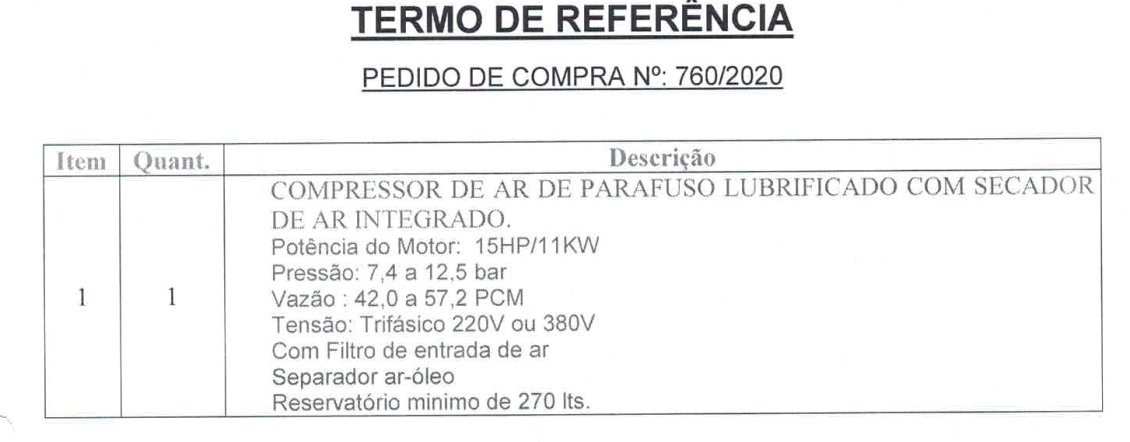 TERMO DE REFERÊNCIA
PEDIDO DE COMPRA Nº: 760/2020
Item Quant. Descrição
COMPRESSOR DE AR DE PARAFUSO LUBRIFICADO COM SECADOR
DE AR INTEGRADO.
Potência do Motor: 15HP/11KW
Pressão: 7,4 a 12,5 bar
1 1 Vazão : 42,0 a 57,2 PCM
Tensão: Trifásico 220V ou 380V
Com Filtro de entrada de ar
Separador ar-óleo
Reservatório minimo de 270 lts.